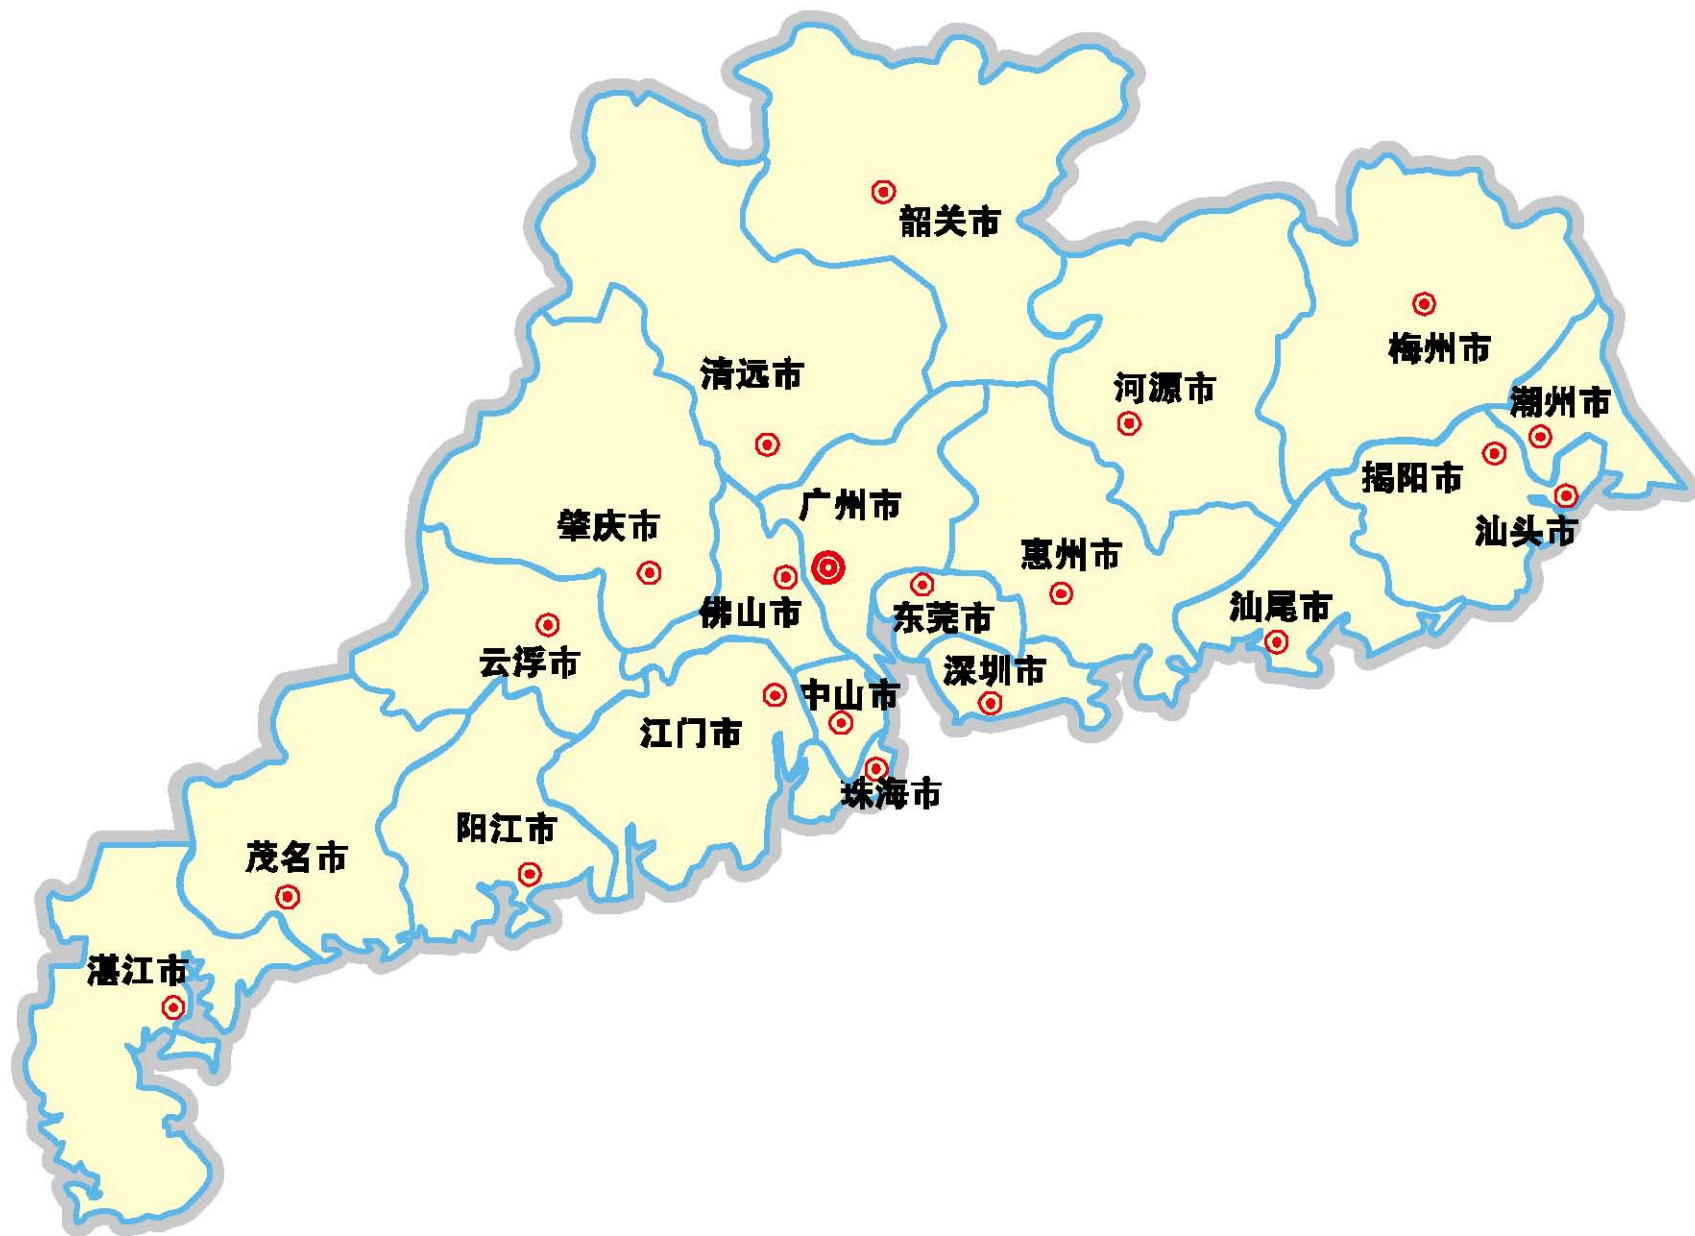 韶关市
梅州市
清远市
河源市
潮州市
揭阳市
广州市
肇庆市
汕头市
惠州市
汕尾市
佛山市
东莞市
云浮市
深圳市
中山市
江门市
珠海市
阳江市
茂名市
湛江市